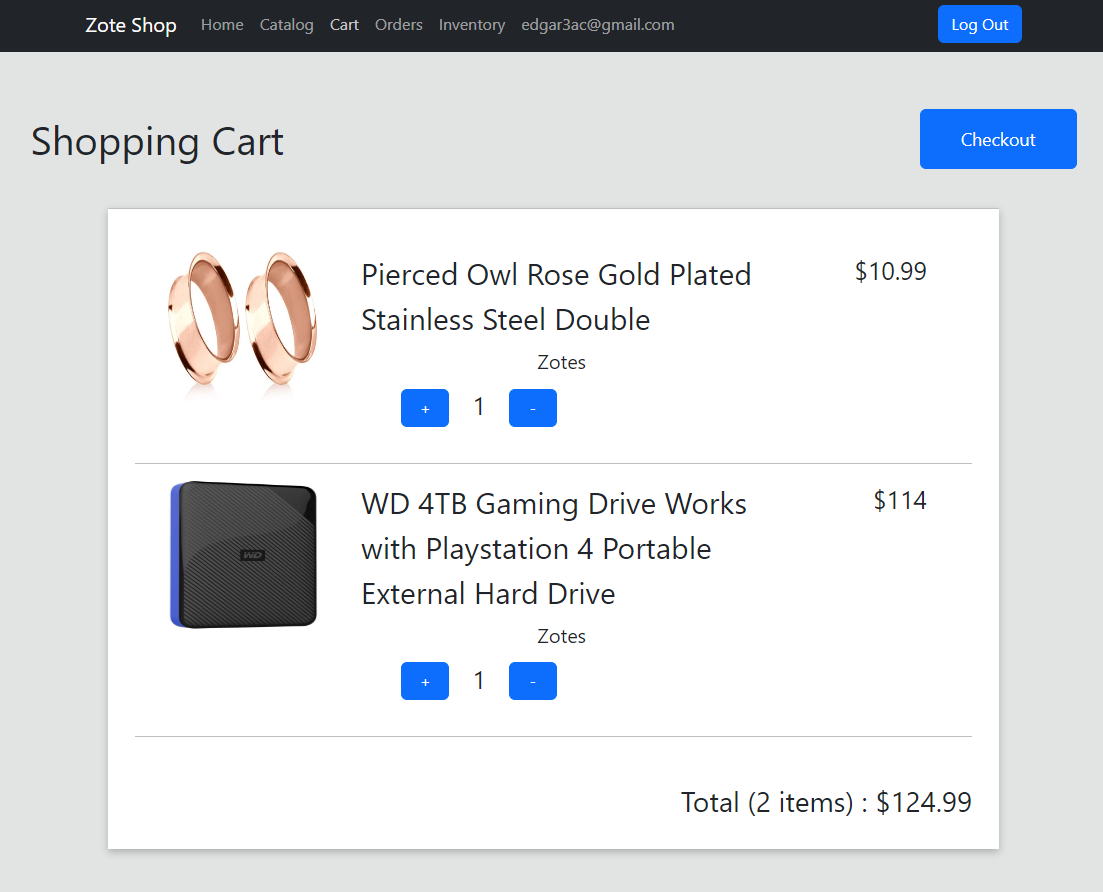 Zote Shop Home Catalog Cart Orders Inventory edgar3ac@gmail.com Log Out
Shopping Cart
Checkout
Pierced Owl Rose Gold Plated
Stainless Steel Double
$10.99
Zotes
+ 1 -
WD 4TB Gaming Drive Works
with Playstation 4 Portable
External Hard Drive
$114
WD
Zotes
+ 1 -
Total (2 items) : $124.99